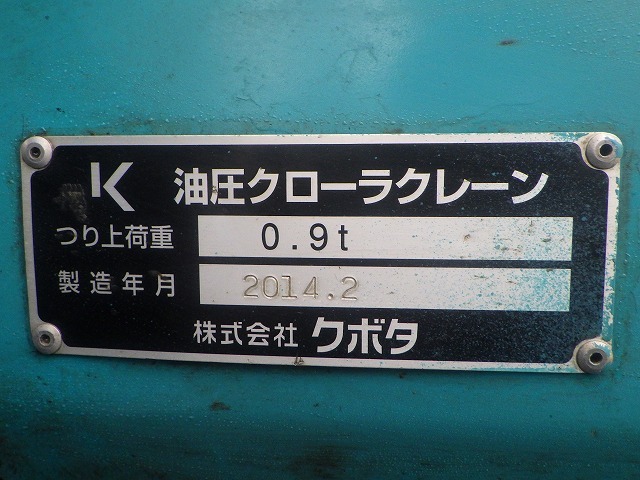 K 油圧クローラクレーン
つり上荷重 0.9t
製造年月 2014.2
株式会社 クボタ